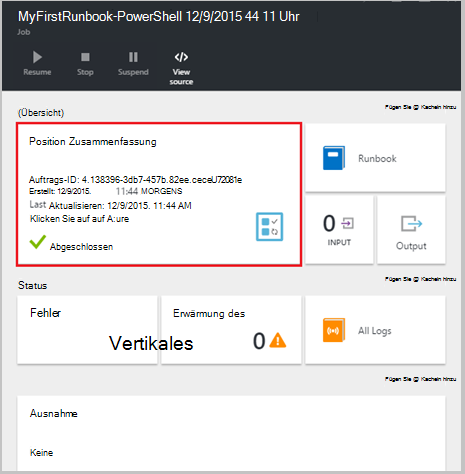 MyFirstRunbook-PowerShell 12/9/2015 44 11 Uhr
Job
Resume
Stop
Suspend
View source
(Übersicht)
Fügen Sie @ Kacheln hinzu
Position Zusammenfassung
Auftrags-ID: 4.138396-3db7-457b.82ee.ceceU72081e
Erstellt: 12/9/2015. 11:44 MORGENS
Last Aktualisieren: 12/9/2015. 11:44 AM
Klicken Sie auf auf A:ure
Abgeschlossen
Runbook
0
INPUT
Output
Status
Fügen Sie @ Kacheln hinzu
Fehler
Vertikales
Erwärmung des
0
All Logs
Fügen Sie @ Kacheln hinzu
Ausnahme
Keine